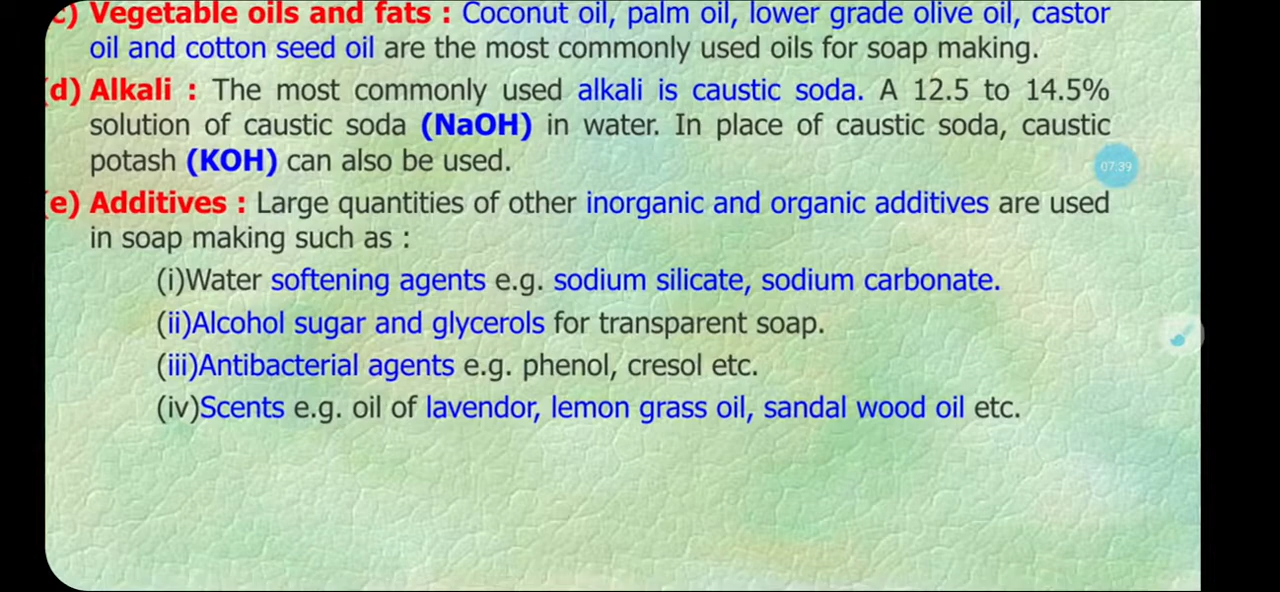 c) Vegetable oils and fats : Coconut oil, palm oil, lower grade olive oil, castor
oil and cotton seed oil are the most commonly used oils for soap making.
(d) Alkali : The most commonly used alkali is caustic soda. A 12.5 to 14.5%
solution of caustic soda (NaOH) in water. In place of caustic soda, caustic
potash (KOH) can also be used.
07:39
(e) Additives : Large quantities of other inorganic and organic additives are used
in soap making such as :
(i)Water softening agents e.g. sodium silicate, sodium carbonate.
(ii)Alcohol sugar and glycerols for transparent soap.
(iii)Antibacterial agents e.g. phenol, cresol etc.
(iv)Scents e.g. oil of lavendor, lemon grass oil, sandal wood oil etc.